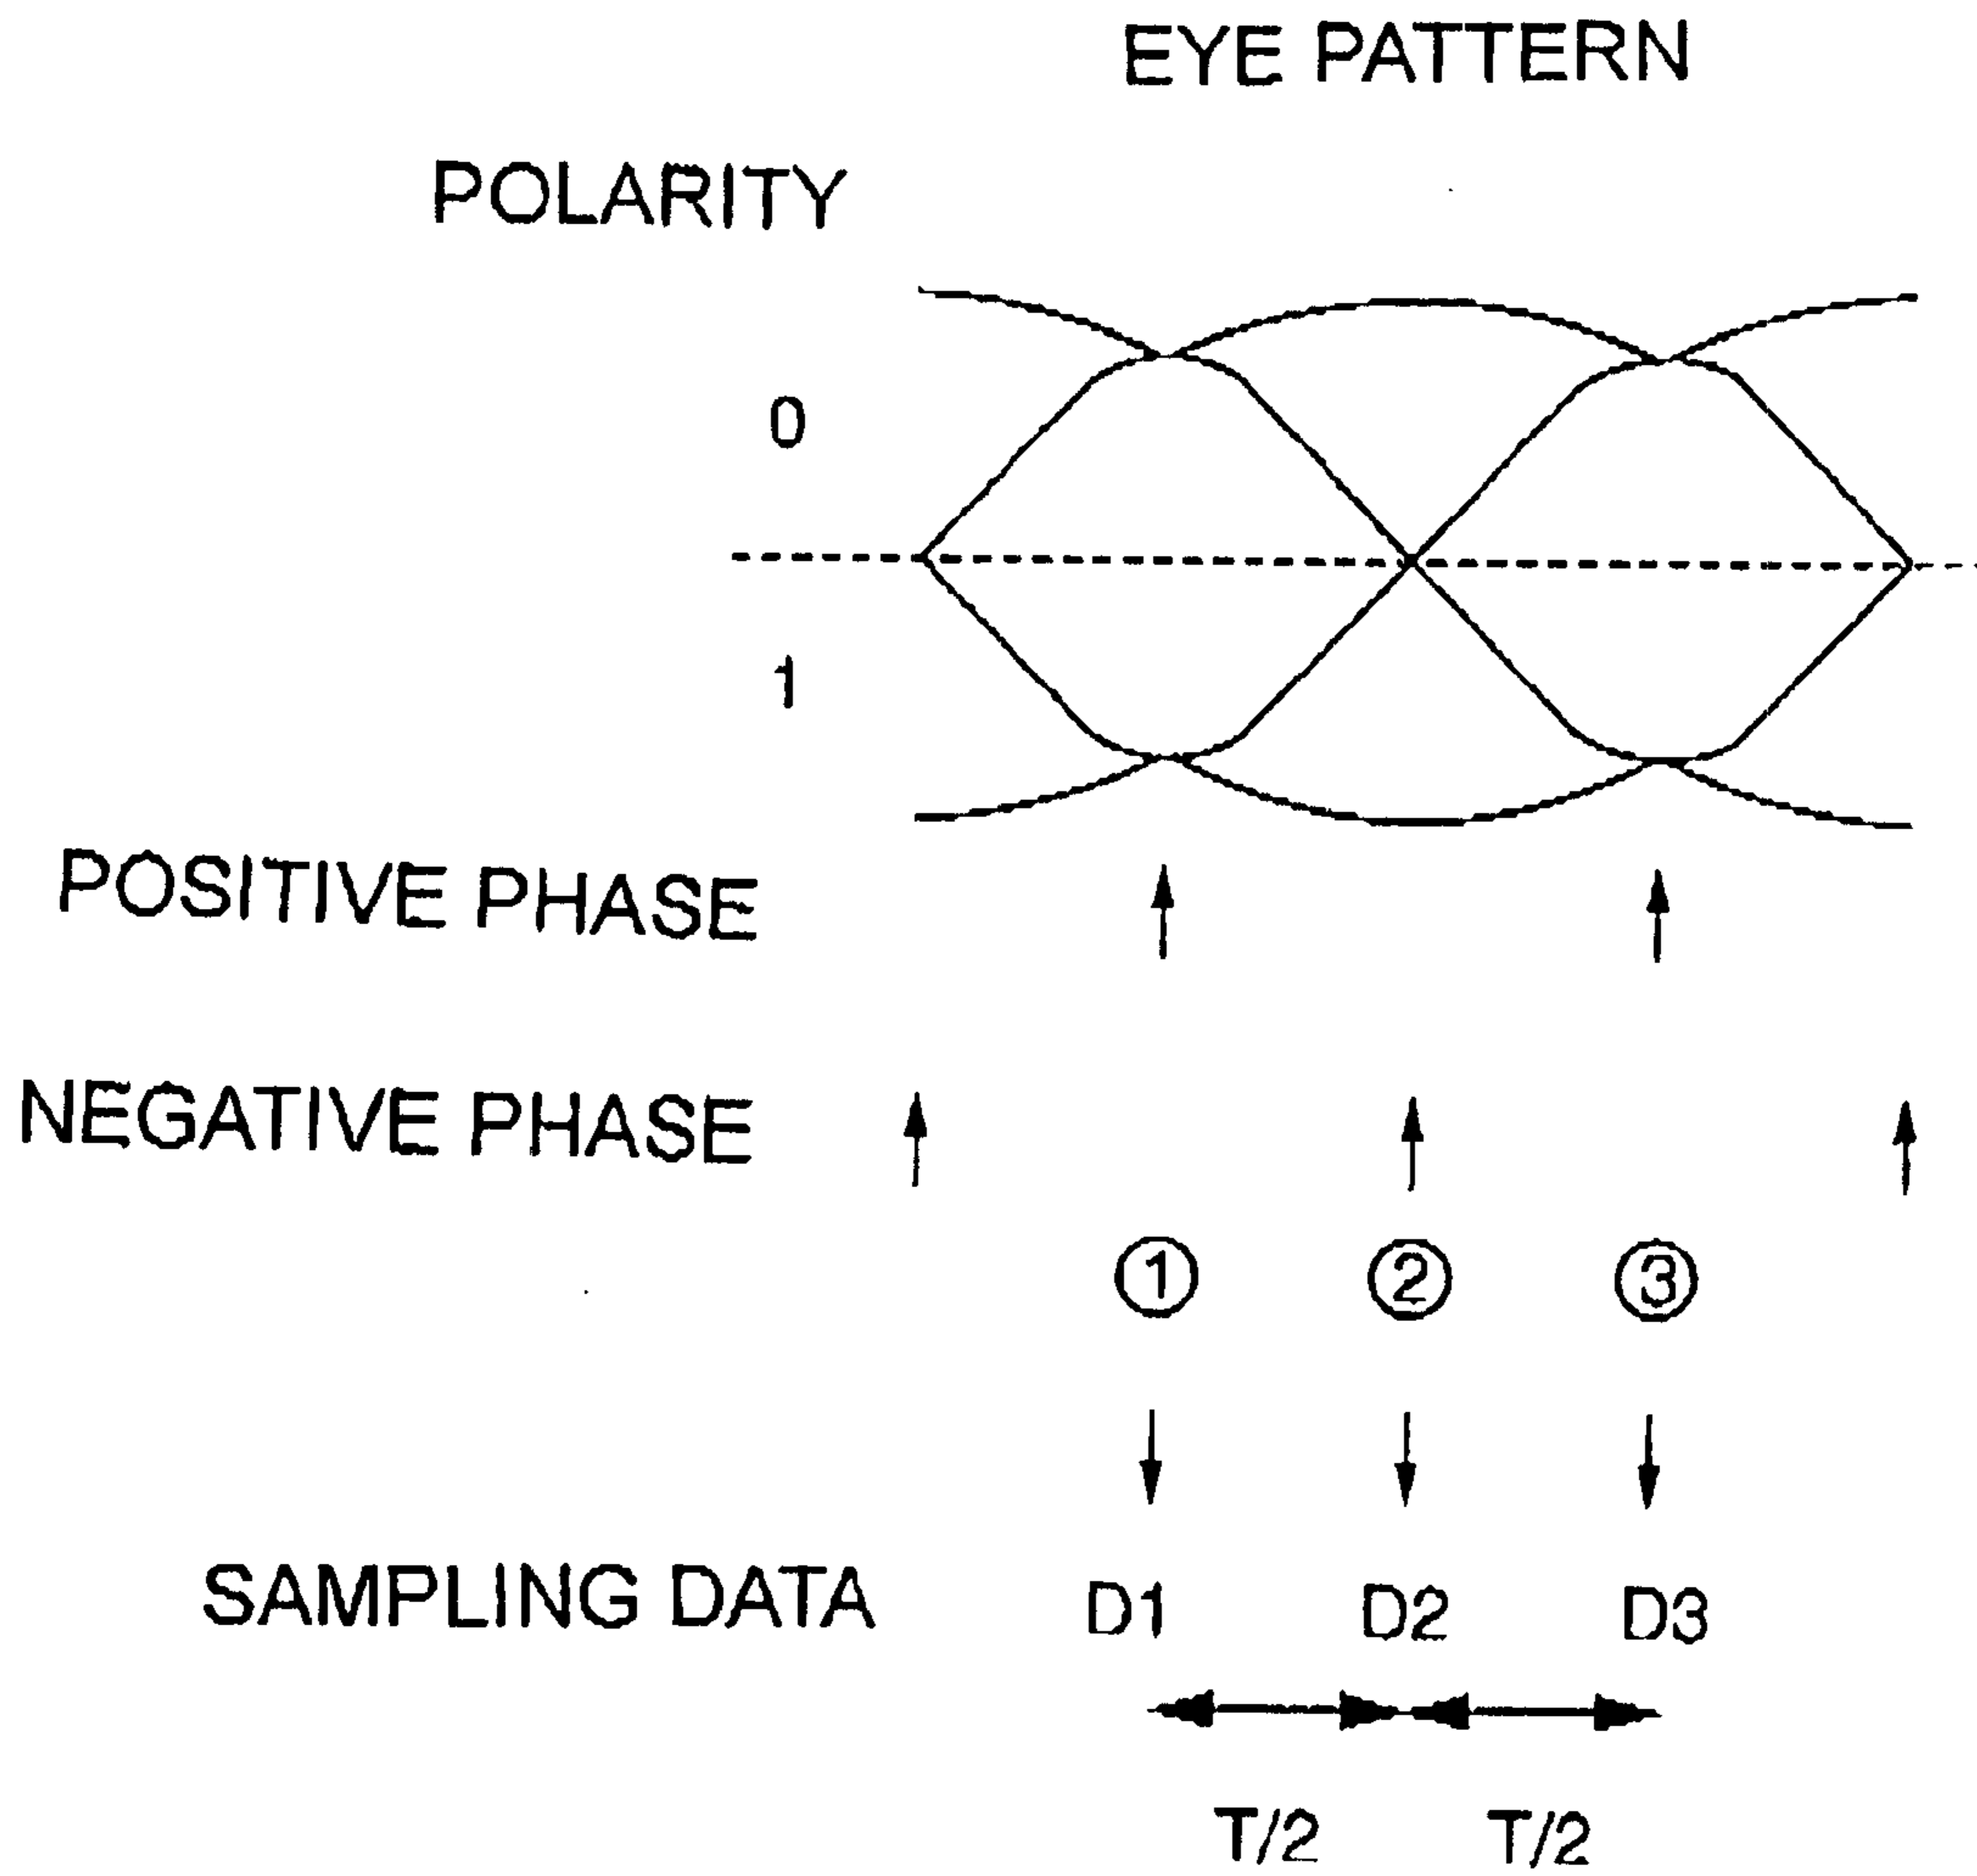 EYE PATTERN
POLARITY
0
1
POSITIVE PHASE
NEGATIVE PHASE
① ② ③
SAMPLING DATA D1 D2 D3
T/2 T/2